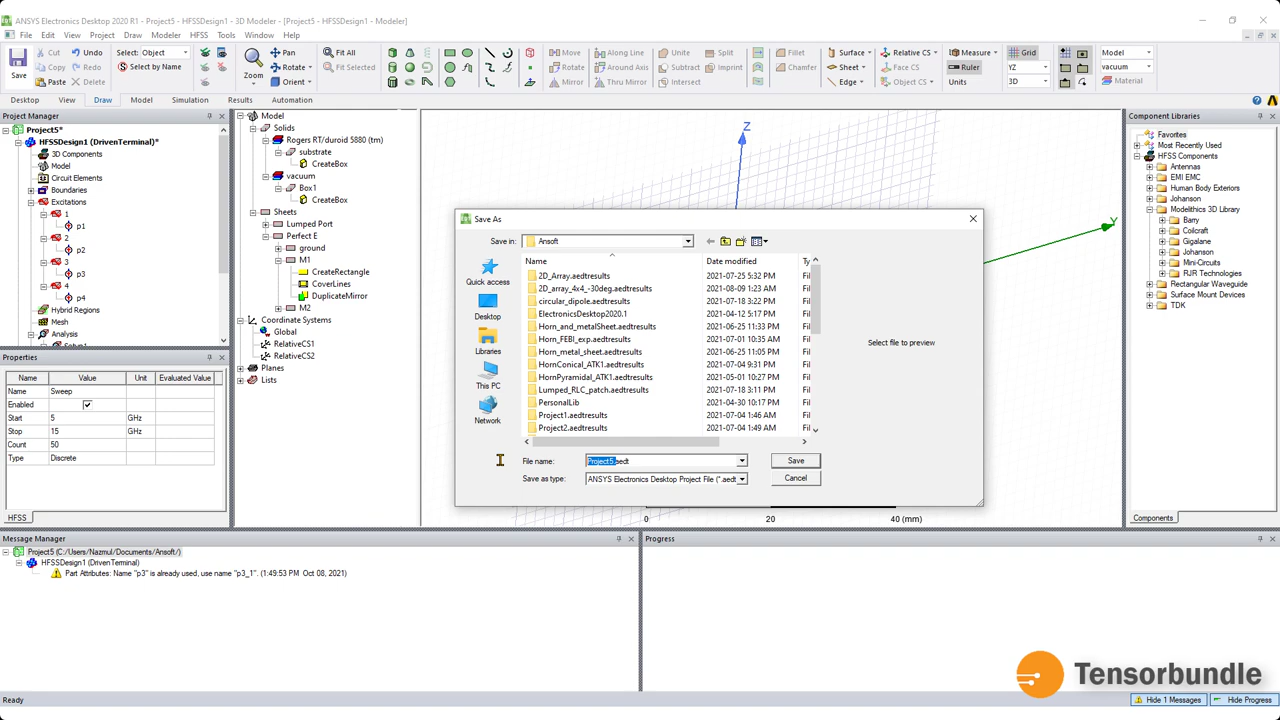 ANSYS Electronics Desktop 2020 R1 - Project5 - HFSSDesign1 - 3D Modeler - [Project5 - HFSSDesign1 - Modeler]
File Edit View Project Draw Modeler HFSS Tools Window Help
Save
Cut Undo
Copy Redo
Paste Delete
Select: Object
Select by Name
Zoom
Pan
Rotate
Orient
Fit All
Fit Selected
Move Along Line
Rotate Around Axis
Mirror Thru Mirror
Unite Split
Subtract Imprint
Intersect
Fillet
Chamfer
Surface Relative CS
Sheet Face CS
Edge Object CS
Measure Grid
Ruler YZ
Units 3D
Model
vacuum
Material
Desktop View Draw Model Simulation Results Automation
Project Manager
Project5*
HFSSDesign1 (DrivenTerminal)*
3D Components
Model
Circuit Elements
Boundaries
Excitations
1
p1
2
p2
3
p3
4
p4
Hybrid Regions
Mesh
Analysis
Properties
Name Value Unit Evaluated Value
Name Sweep
Enabled
Start 5 GHz
Stop 15 GHz
Count 50
Type Discrete
HFSS
Model
Solids
Rogers RT/duroid 5880 (tm)
substrate
CreateBox
vacuum
Box1
CreateBox
Sheets
Lumped Port
Perfect E
ground
M1
CreateRectangle
CoverLines
DuplicateMirror
M2
Coordinate Systems
Global
RelativeCS1
RelativeCS2
Planes
Lists
Z
Y
Save As
Save in: Ansoft
Name Date modified Ty
2D_Array.aedtresults 2021-07-25 5:32 PM Fil
2D_array_4x4_-30deg.aedtresults 2021-08-09 1:23 AM Fil
circular_dipole.aedtresults 2021-07-18 3:22 PM Fil
ElectronicsDesktop2020.1 2021-04-12 5:17 PM Fil
Horn_and_metalSheet.aedtresults 2021-06-25 11:33 PM Fil
Horn_FEBI_exp.aedtresults 2021-07-01 10:35 AM Fil
Horn_metal_sheet.aedtresults 2021-06-25 11:05 PM Fil
HornConical_ATK1.aedtresults 2021-07-04 9:31 PM Fil
HornPyramidal_ATK1.aedtresults 2021-05-01 10:27 PM Fil
Lumped_RLC_patch.aedtresults 2021-07-18 3:11 PM Fil
PersonalLib 2021-04-30 10:17 PM Fil
Project1.aedtresults 2021-07-04 1:46 AM Fil
Project2.aedtresults 2021-07-04 1:49 AM Fil
Quick access
Desktop
Libraries
This PC
Network
Select file to preview
File name: Project5.aedt Save
Save as type: ANSYS Electronics Desktop Project File (*.aedt Cancel
0 20 40 (mm)
Component Libraries
Favorites
Most Recently Used
HFSS Components
Antennas
EMI EMC
Human Body Exteriors
Johanson
Modelithics 3D Library
Barry
Coilcraft
Gigalane
Johanson
Mini-Circuits
RJR Technologies
Rectangular Waveguide
Surface Mount Devices
TDK
Components
Message Manager
Project5 (C:/Users/Nazmul/Documents/Ansoft/)
HFSSDesign1 (DrivenTerminal)
Part Attributes: Name "p3" is already used, use name "p3_1". (1:49:53 PM Oct 08, 2021)
Progress
Tensorbundle
Ready
Hide 1 Messages Hide Progress